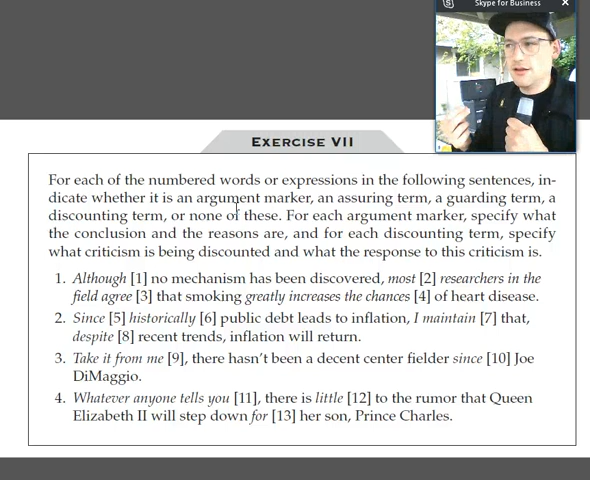 Skype for Business
EXERCISE VII
For each of the numbered words or expressions in the following sentences, in-
dicate whether it is an argument marker, an assuring term, a guarding term, a
discounting term, or none of these. For each argument marker, specify what
the conclusion and the reasons are, and for each discounting term, specify
what criticism is being discounted and what the response to this criticism is.
1. Although [1] no mechanism has been discovered, most [2] researchers in the
field agree [3] that smoking greatly increases the chances [4] of heart disease.
2. Since [5] historically [6] public debt leads to inflation, I maintain [7] that,
despite [8] recent trends, inflation will return.
3. Take it from me [9], there hasn't been a decent center fielder since [10] Joe
DiMaggio.
4. Whatever anyone tells you [11], there is little [12] to the rumor that Queen
Elizabeth II will step down for [13] her son, Prince Charles.